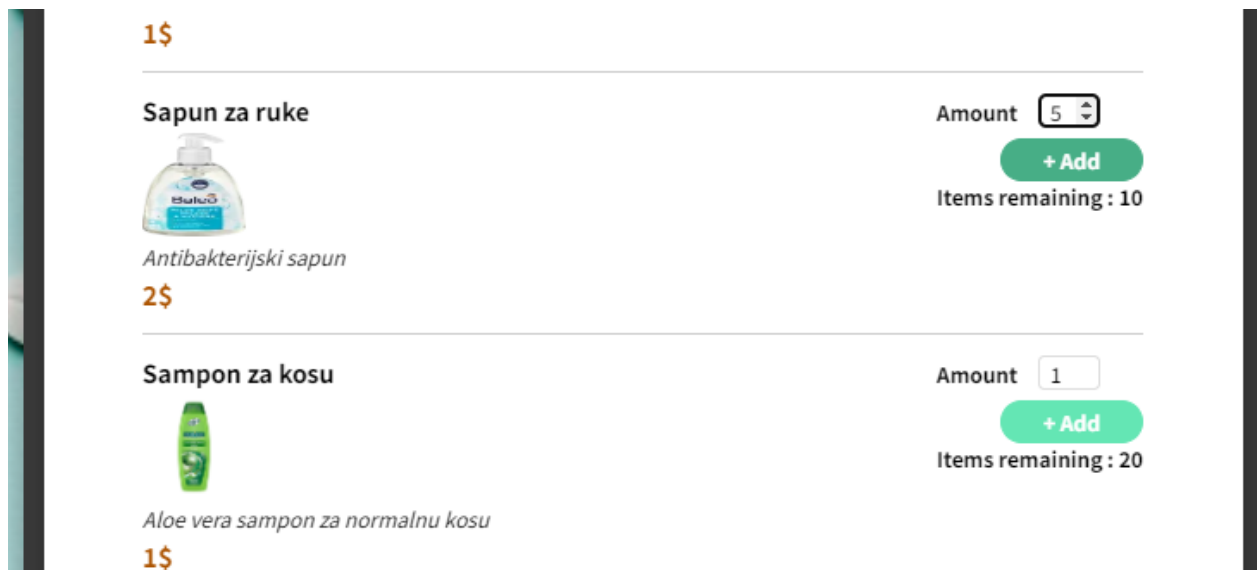 1$
Sapun za ruke
Amount 5
+ Add
Items remaining : 10
Balea
Antibakterijski sapun
2$
Sampon za kosu
Amount 1
+ Add
Items remaining : 20
Aloe vera sampon za normalnu kosu
1$